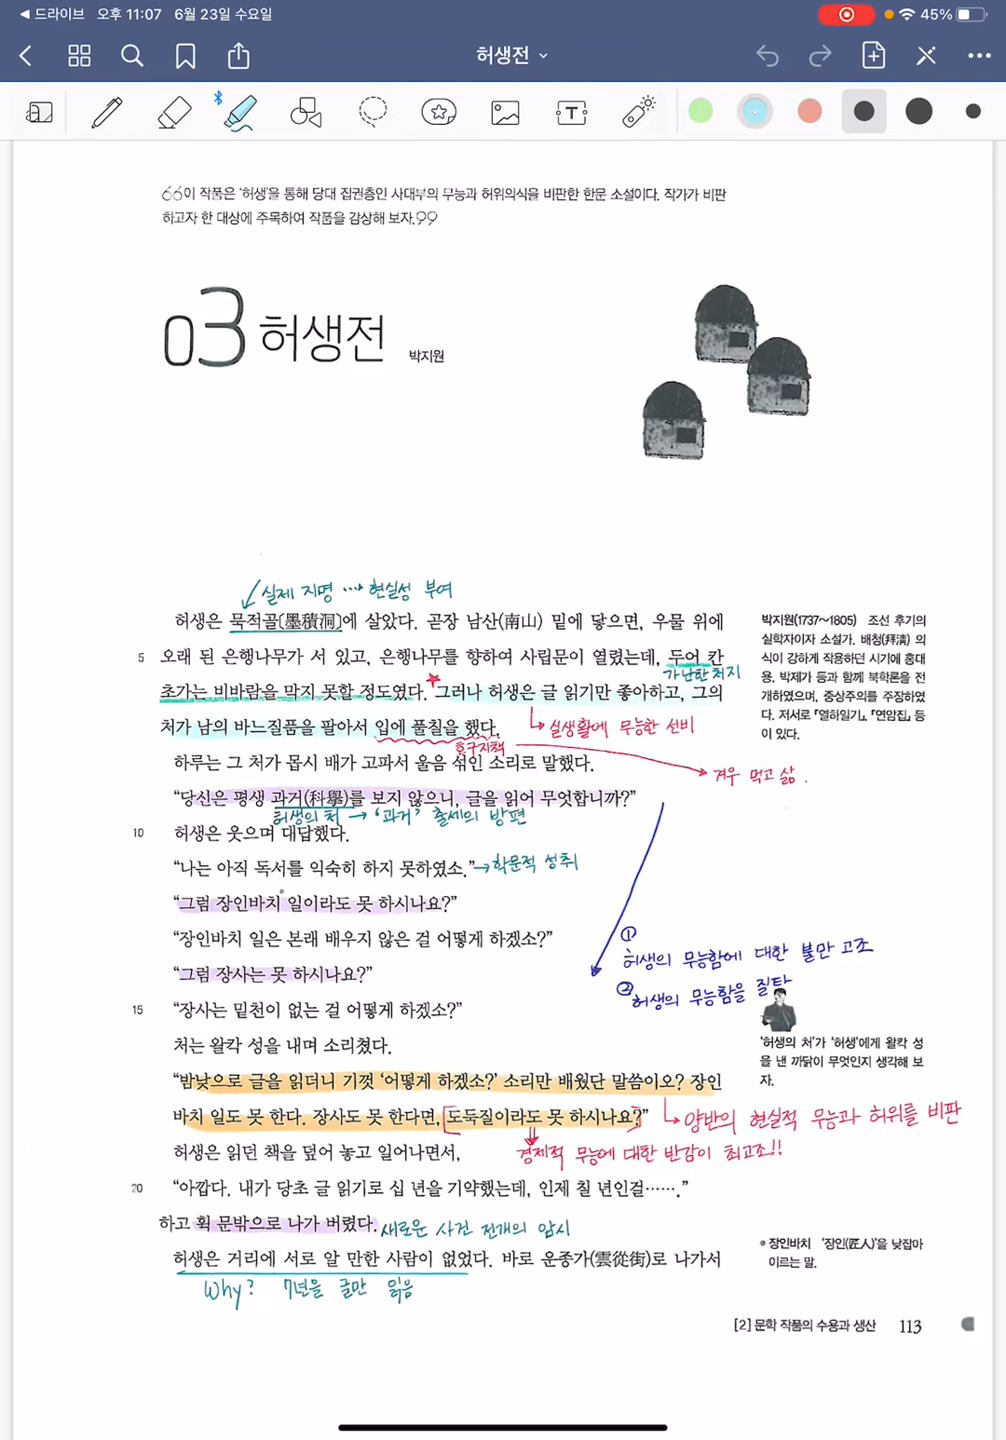 ◀ 드라이브 오후 11:07 6월 23일 수요일
45%
허생전
이 작품은 '허생'을 통해 당대 집권층인 사대부의 무능과 허위의식을 비판한 한문 소설이다. 작가가 비판
하고자 한 대상에 주목하여 작품을 감상해 보자.
03 허생전 박지원
실제 지명 … 현실성 부여
허생은 묵적골[墨積洞]에 살았다. 곧장 남산(南山) 밑에 닿으면, 우물 위에
5 오래 된 은행나무가 서 있고, 은행나무를 향하여 사립문이 열렸는데, 두어 칸
가난한 처지
초가는 비바람을 막지 못할 정도였다. 그러나 허생은 글 읽기만 좋아하고, 그의
처가 남의 바느질품을 팔아서 입에 풀칠을 했다.
실생활에 무능한 선비
호구지책
겨우 먹고 삶.
하루는 그 처가 몹시 배가 고파서 울음 섞인 소리로 말했다.
"당신은 평생 과거(科擧)를 보지 않으니, 글을 읽어 무엇합니까?"
허생의 처 → '과거' 출세의 방편
10 허생은 웃으며 대답했다.
"나는 아직 독서를 익숙히 하지 못하였소."
→ 학문적 성취
"그럼 장인바치 일이라도 못 하시나요?"
"장인바치 일은 본래 배우지 않은 걸 어떻게 하겠소?"
"그럼 장사는 못 하시나요?"
① 허생의 무능함에 대한 불만 고조
② 허생의 무능함을 질타
15 "장사는 밑천이 없는 걸 어떻게 하겠소?"
처는 왈칵 성을 내며 소리쳤다.
"밤낮으로 글을 읽더니 기껏 '어떻게 하겠소?' 소리만 배웠단 말씀이오? 장인
바치 일도 못 한다. 장사도 못 한다면, 도둑질이라도 못 하시나요?"
양반의 현실적 무능과 허위를 비판
경제적 무능에 대한 반감이 최고조!!
허생은 읽던 책을 덮어 놓고 일어나면서,
20 "아깝다. 내가 당초 글 읽기로 십 년을 기약했는데, 인제 칠 년인걸……."
하고 획 문밖으로 나가 버렸다.
새로운 사건 전개의 암시
허생은 거리에 서로 알 만한 사람이 없었다. 바로 운종가(雲從街)로 나가서
Why? 7년을 글만 읽음
박지원(1737~1805) 조선 후기의
실학자이자 소설가. 배청(拜淸) 의
식이 강하게 작용하던 시기에 홍대
용, 박제가 등과 함께 북학론을 전
개하였으며, 중상주의를 주장하였
다. 저서로 『열하일기』, 『연암집』 등
이 있다.
'허생의 처'가 '허생'에게 왈칵 성
을 낸 까닭이 무엇인지 생각해 보
자.
장인바치 '장인(匠人)'을 낮잡아
이르는 말.
[2] 문학 작품의 수용과 생산 113